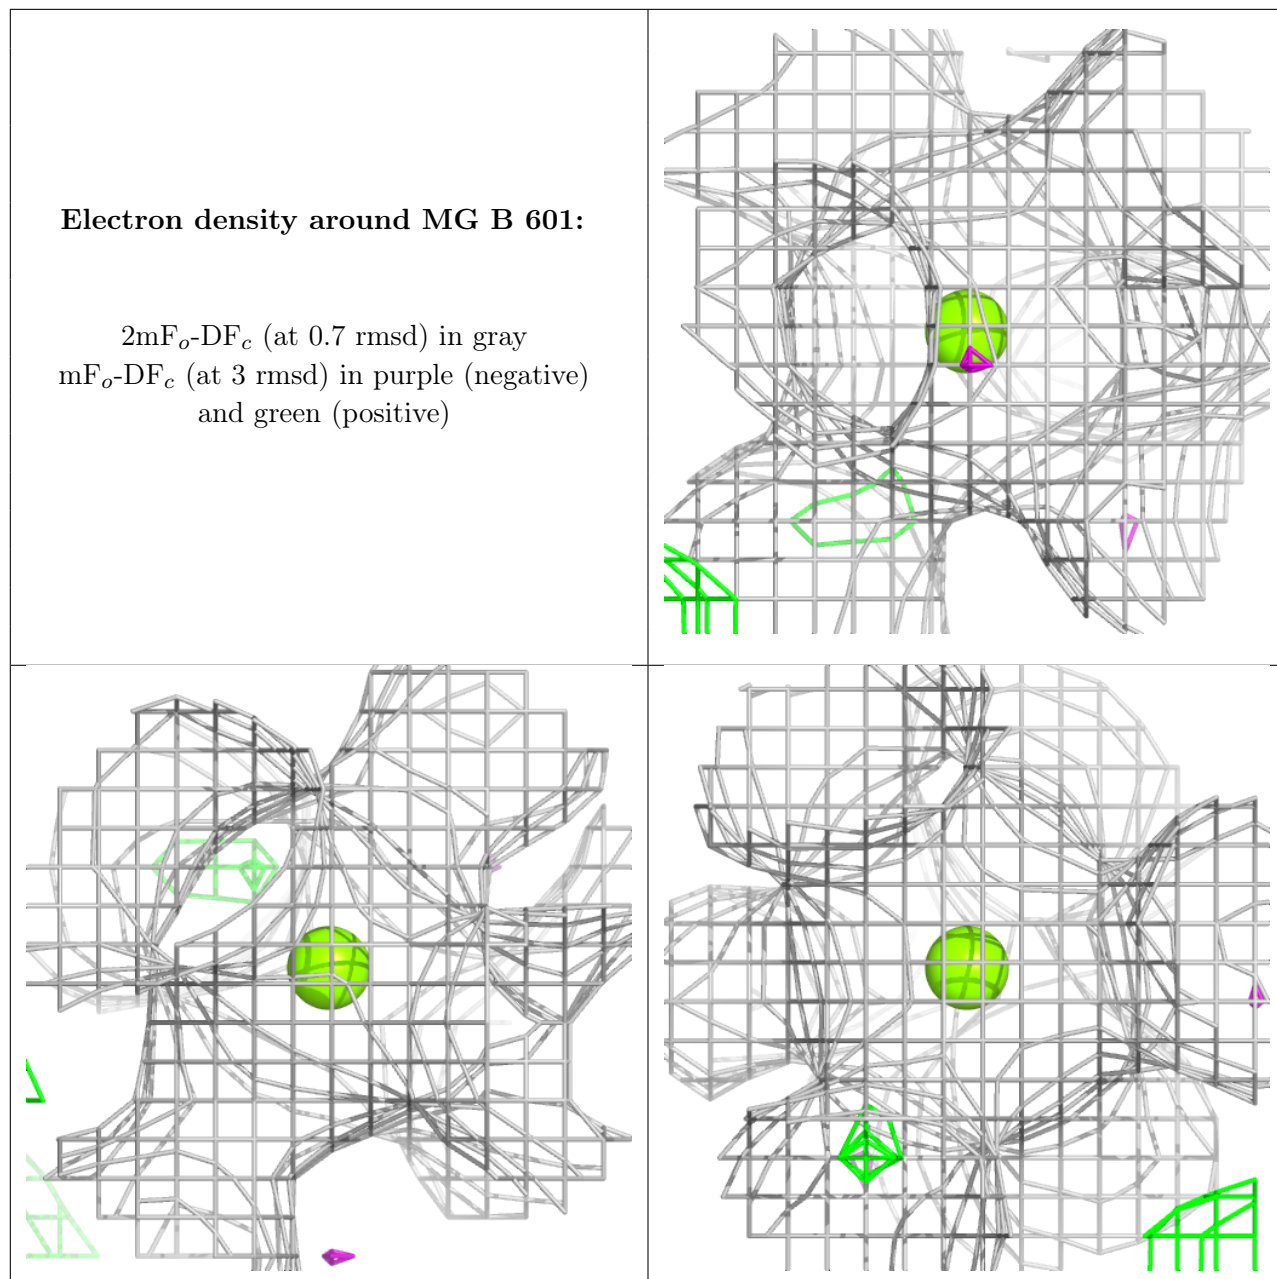 Electron density around MG B 601:
2mFo-DFc (at 0.7 rmsd) in gray
mFo-DFc (at 3 rmsd) in purple (negative)
and green (positive)